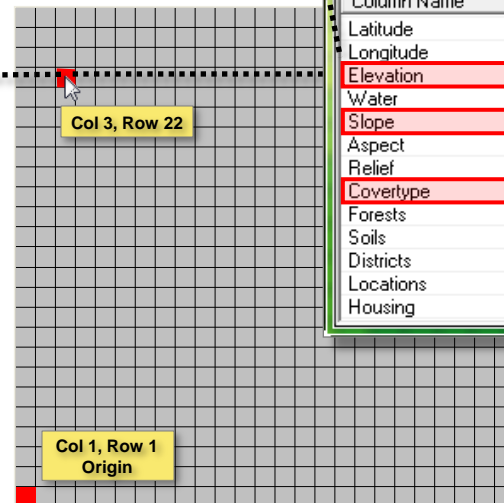 Column Name
Latitude
Longitude
Elevation
Water
Slope
Aspect
Relief
Covertype
Forests
Soils
Districts
Locations
Housing
Col 3, Row 22
Col 1, Row 1
Origin